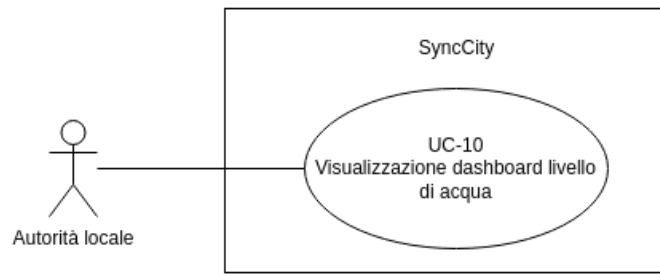 SyncCity
UC-10
Visualizzazione dashboard livello
di acqua
Autorità locale